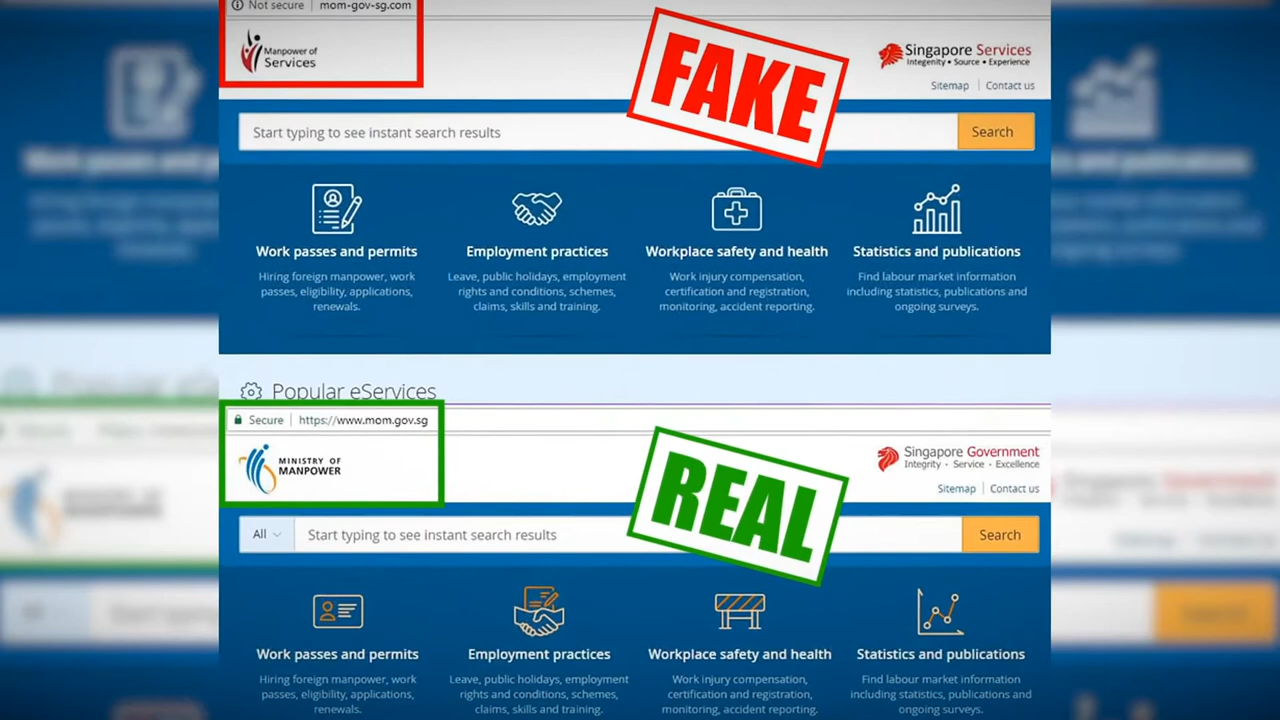 Not secure | mom-gov-sg.com
Manpower of
Services
FAKE
Singapore Services
Integenity • Source • Experience
Sitemap | Contact us
Start typing to see instant search results
Search
Work passes and permits
Hiring foreign manpower, work
passes, eligibility, applications,
renewals.
Employment practices
Leave, public holidays, employment
rights and conditions, schemes,
claims, skills and training.
Workplace safety and health
Work injury compensation,
certification and registration,
monitoring, accident reporting.
Statistics and publications
Find labour market information
including statistics, publications and
ongoing surveys.
Popular eServices
Secure | https://www.mom.gov.sg
MINISTRY OF
MANPOWER
REAL
Singapore Government
Integrity · Service · Excellence
Sitemap | Contact us
All
Start typing to see instant search results
Search
Work passes and permits
Hiring foreign manpower, work
passes, eligibility, applications,
renewals.
Employment practices
Leave, public holidays, employment
rights and conditions, schemes,
claims, skills and training.
Workplace safety and health
Work injury compensation,
certification and registration,
monitoring, accident reporting.
Statistics and publications
Find labour market information
including statistics, publications and
ongoing surveys.